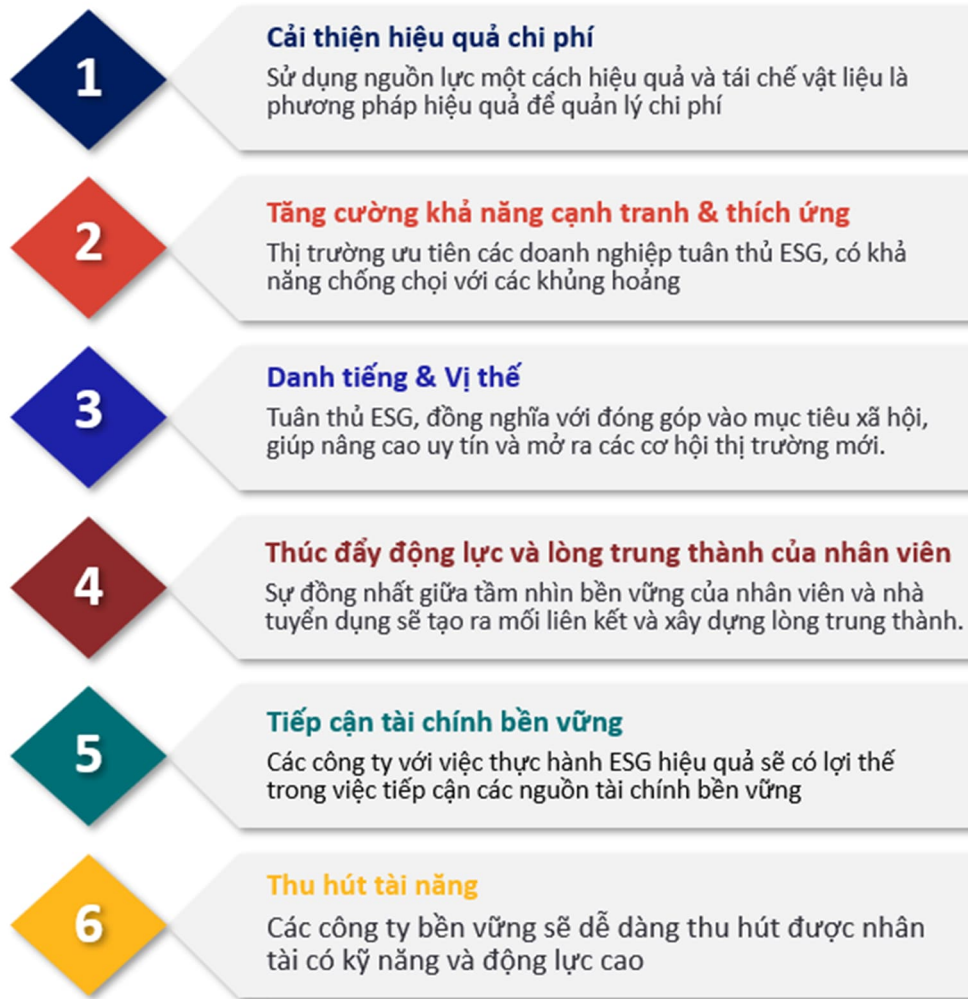 1
Cải thiện hiệu quả chi phí
Sử dụng nguồn lực một cách hiệu quả và tái chế vật liệu là
phương pháp hiệu quả để quản lý chi phí
2
Tăng cường khả năng cạnh tranh & thích ứng
Thị trường ưu tiên các doanh nghiệp tuân thủ ESG, có khả
năng chống chọi với các khủng hoảng
3
Danh tiếng & Vị thế
Tuân thủ ESG, đồng nghĩa với đóng góp vào mục tiêu xã hội,
giúp nâng cao uy tín và mở ra các cơ hội thị trường mới.
4
Thúc đẩy động lực và lòng trung thành của nhân viên
Sự đồng nhất giữa tầm nhìn bền vững của nhân viên và nhà
tuyển dụng sẽ tạo ra mối liên kết và xây dựng lòng trung thành.
5
Tiếp cận tài chính bền vững
Các công ty với việc thực hành ESG hiệu quả sẽ có lợi thế
trong việc tiếp cận các nguồn tài chính bền vững
6
Thu hút tài năng
Các công ty bền vững sẽ dễ dàng thu hút được nhân
tài có kỹ năng và động lực cao